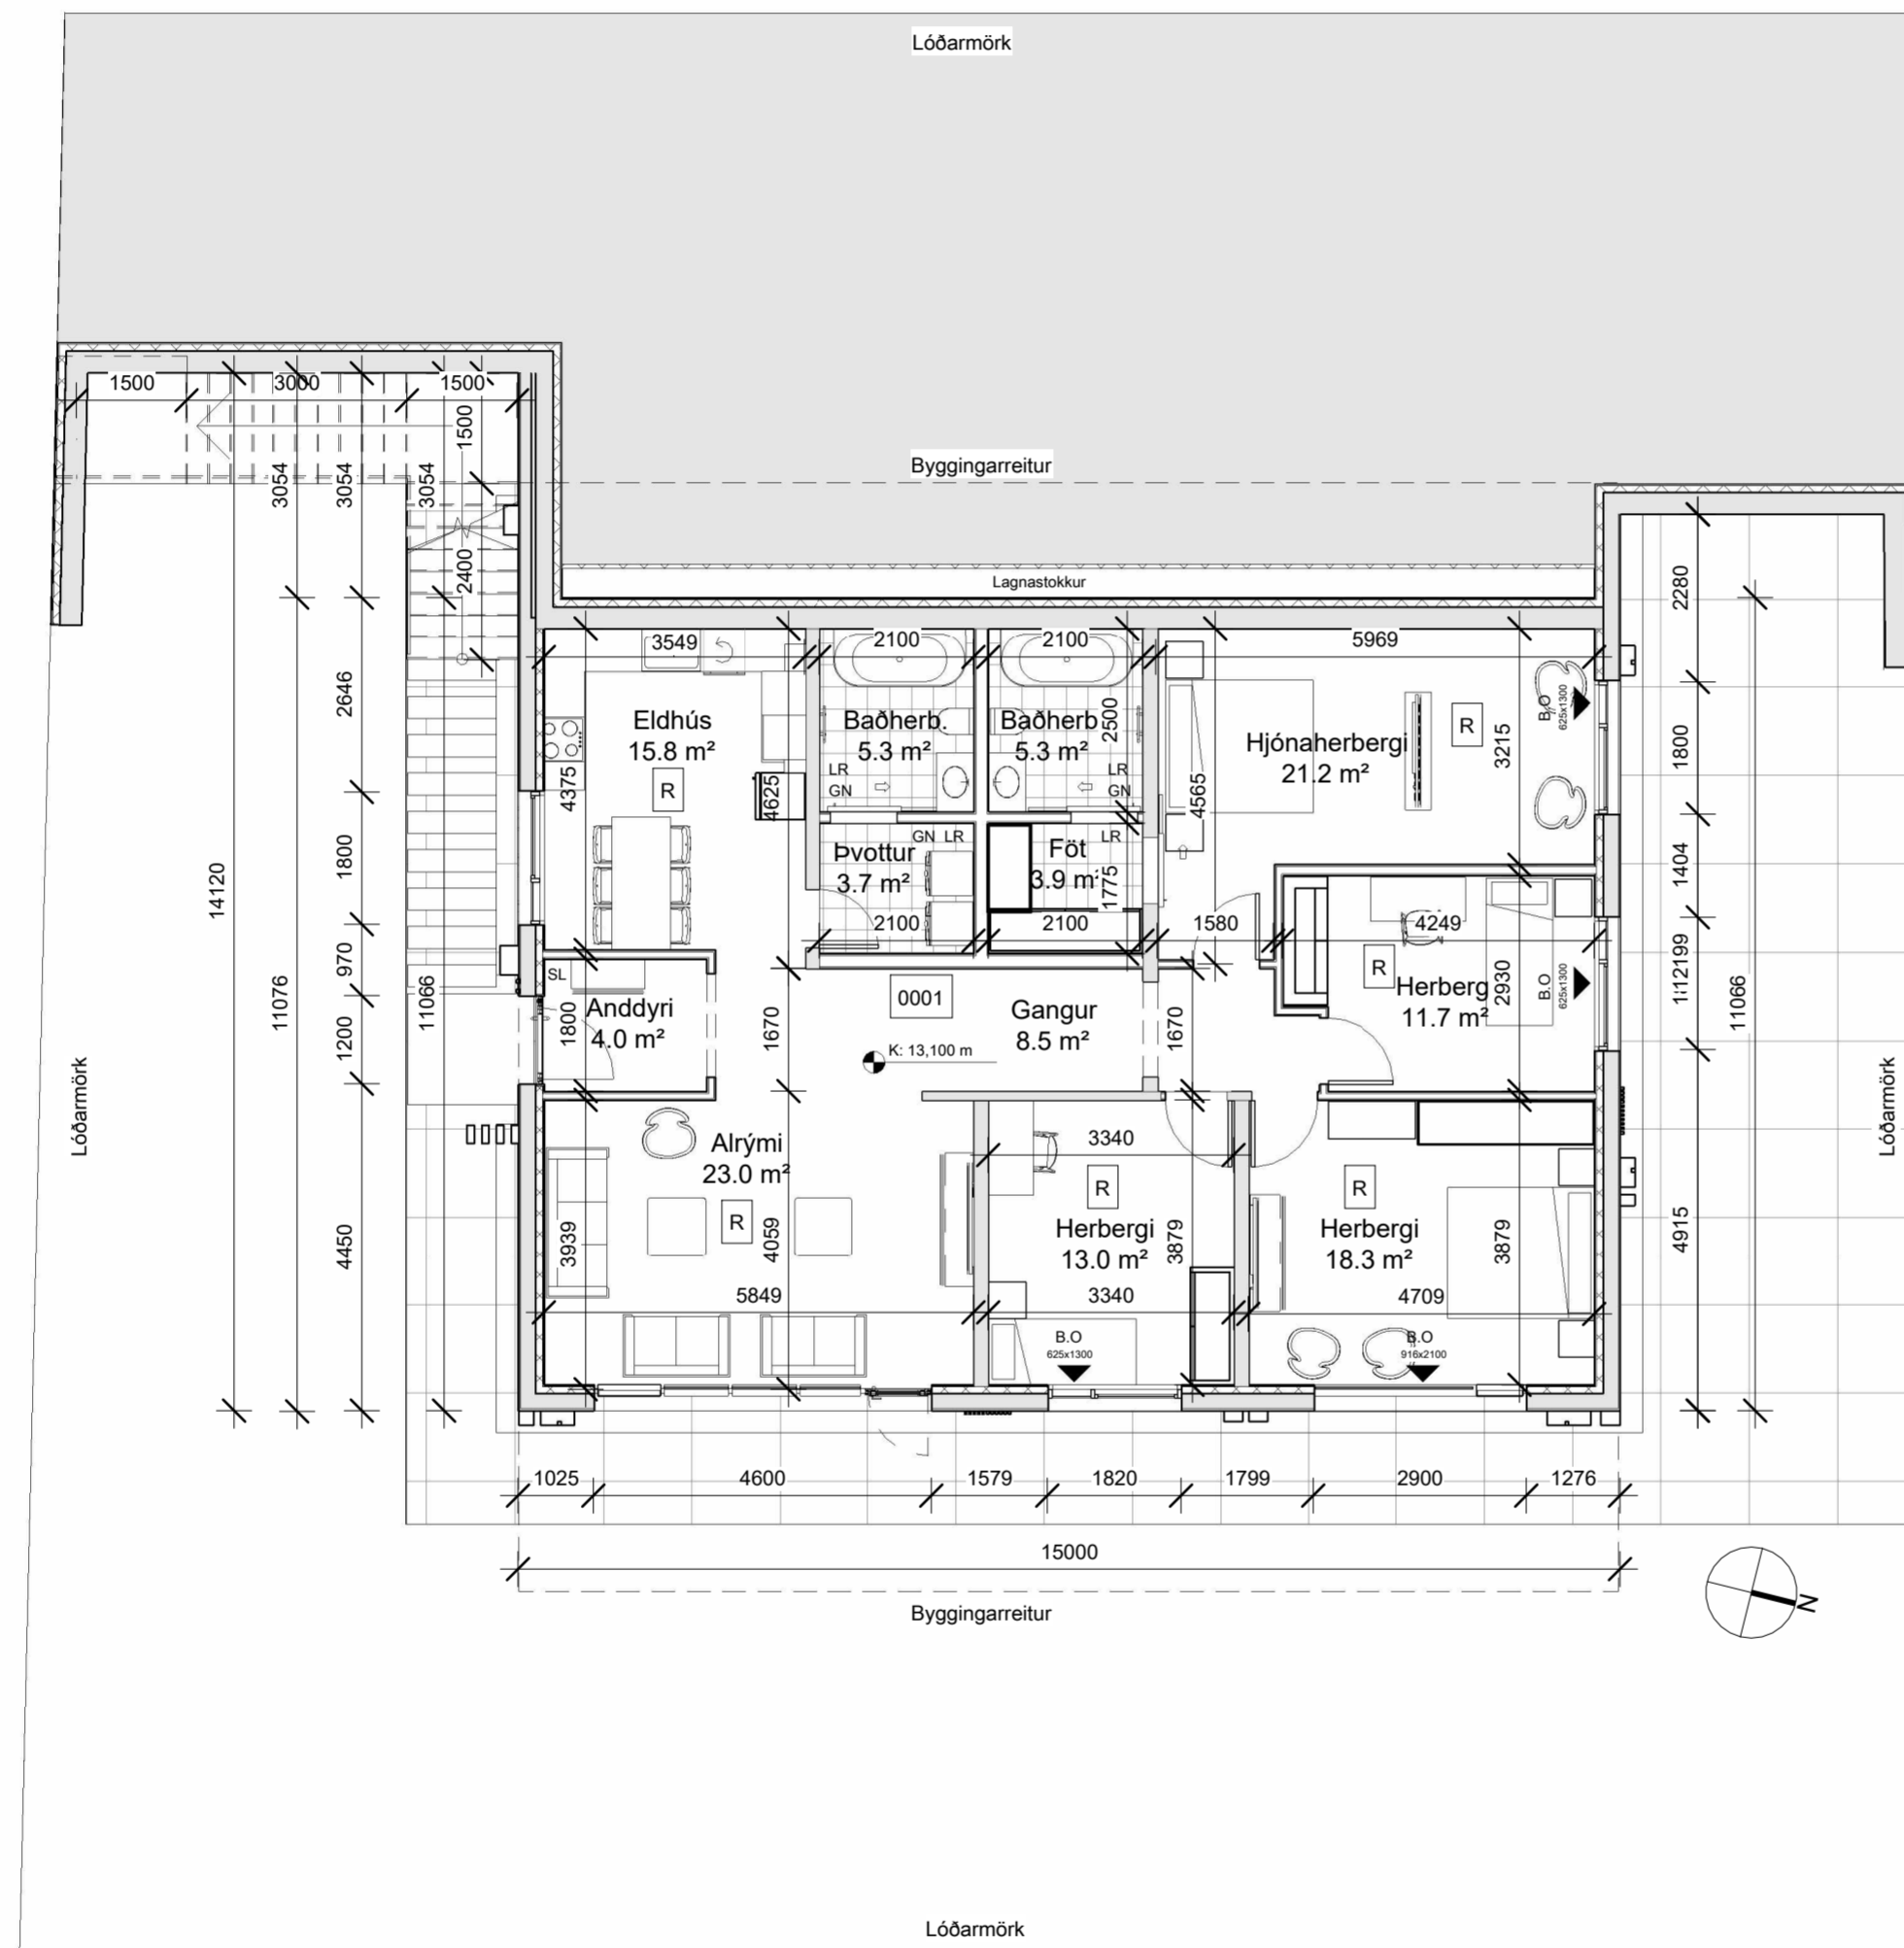 Lóðarmörk
1500
3000
1500
1500
3054
3054
3054
Byggingarreitur
2400
Lagnastokkur
2280
3549
2100
2100
5969
2646
Eldhús
15.8 m²
R
4375
4625
Baðherb.
5.3 m²
LR
GN
Baðherb
5.3 m²
2500
LR
GN
Hjónaherbergi
21.2 m²
R
3215
B.O
625x1300
4565
1800
1800
14120
GN LR
Þvottur
3.7 m²
2100
LR
Föt
3.9 m²
1775
2100
1580
4249
1404
R
Herberg
11.7 m²
2930
B.O
625x1300
2199
970
SL
Anddyri
4.0 m²
1800
1200
11076
11066
1670
0001
Gangur
8.5 m²
K: 13,100 m
1670
11066
Lóðarmörk
Lóðarmörk
Alrými
23.0 m²
R
3939
4059
5849
4450
3340
R
Herbergi
13.0 m²
3879
3340
B.O
625x1300
R
Herbergi
18.3 m²
3879
4709
B.O
916x2100
4915
1025
4600
1579
1820
1799
2900
1276
15000
Byggingarreitur
N
Lóðarmörk